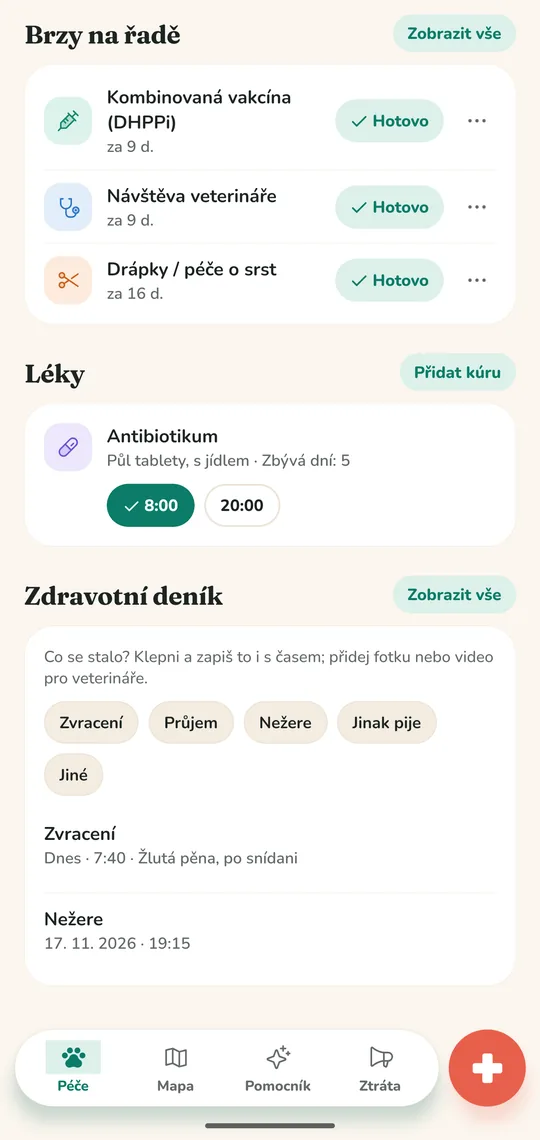 Brzy na řadě
Zobrazit vše
Kombinovaná vakcína
(DHPPi)
za 9 d.
Hotovo
Návštěva veterináře
za 9 d.
Hotovo
Drápky / péče o srst
za 16 d.
Hotovo
Léky
Přidat kúru
Antibiotikum
Půl tablety, s jídlem · Zbývá dní: 5
8:00
20:00
Zdravotní deník
Zobrazit vše
Co se stalo? Klepni a zapiš to i s časem; přidej fotku nebo video
pro veterináře.
Zvracení
Průjem
Nežere
Jinak pije
Jiné
Zvracení
Dnes · 7:40 · Žlutá pěna, po snídani
Nežere
17. 11. 2026 · 19:15
Péče
Mapa
Pomocník
Ztráta